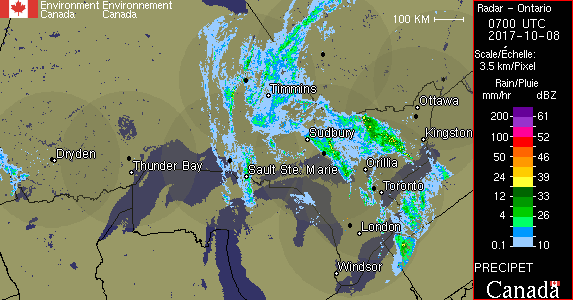 Environment Environnement
Canada Canada
100 KM
Timmins
Ottawa
Sudbury
Kingston
Dryden
Thunder Bay
Sault Ste. Marie
Orillia
Toronto
London
Windsor
Radar - Ontario
0700 UTC
2017-10-08
Scale/Échelle:
3.5 km/Pixel
Rain/Pluie
mm/hr dBZ
200 61
100 52
50 46
24 39
12 33
4 26
0.1 10
PRECIPET
Canada